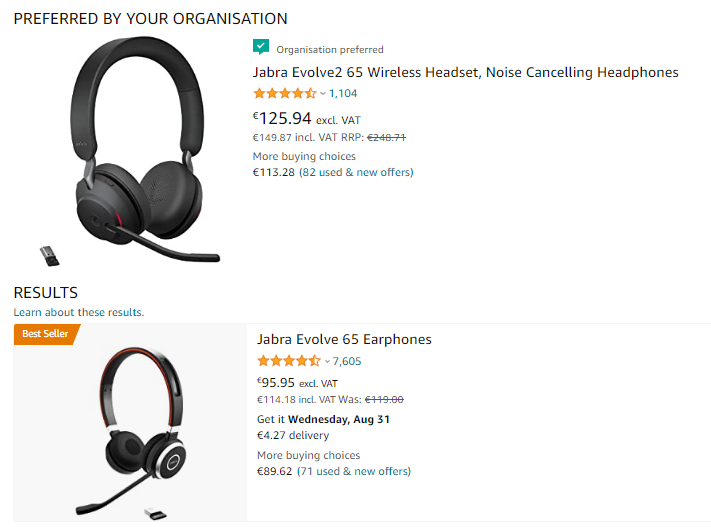 PREFERRED BY YOUR ORGANISATION
Organisation preferred
Jabra Evolve2 65 Wireless Headset, Noise Cancelling Headphones
1,104
€125.94 excl. VAT
€149.87 incl. VAT RRP: €248.71
More buying choices
€113.28 (82 used & new offers)
RESULTS
Learn about these results.
Best Seller
Jabra Evolve 65 Earphones
7,605
€95.95 excl. VAT
€114.18 incl. VAT Was: €119.00
Get it Wednesday, Aug 31
€4.27 delivery
More buying choices
€89.62 (71 used & new offers)